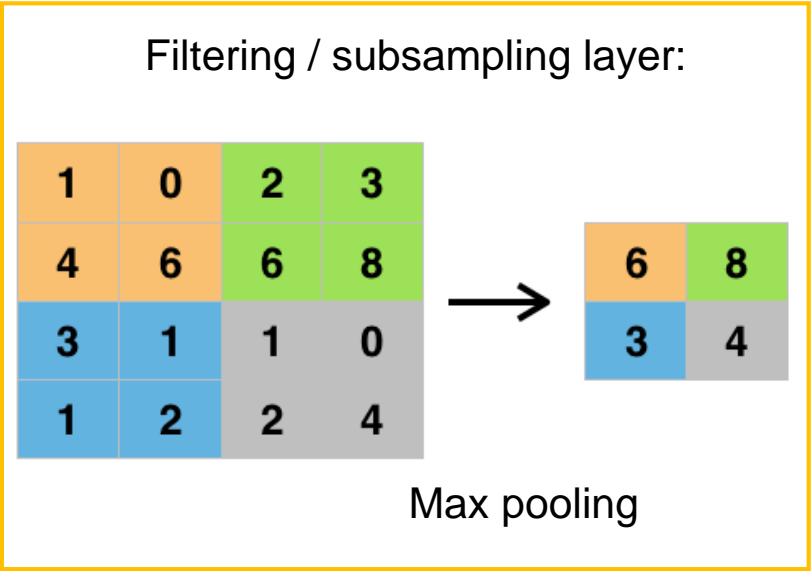 Filtering / subsampling layer:
1 0 2 3
4 6 6 8
3 1 1 0
1 2 2 4
6 8
3 4
Max pooling